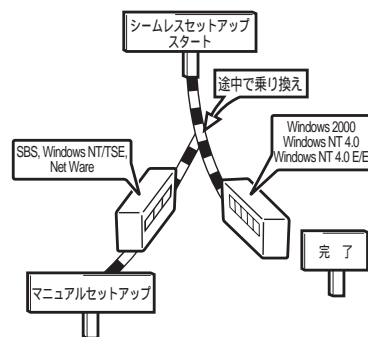 シームレスセットアップ
スタート
途中で乗り換え
SBS, Windows NT/TSE,
Net Ware
Windows 2000
Windows NT 4.0
Windows NT 4.0 E/E
完 了
マニュアルセットアップ